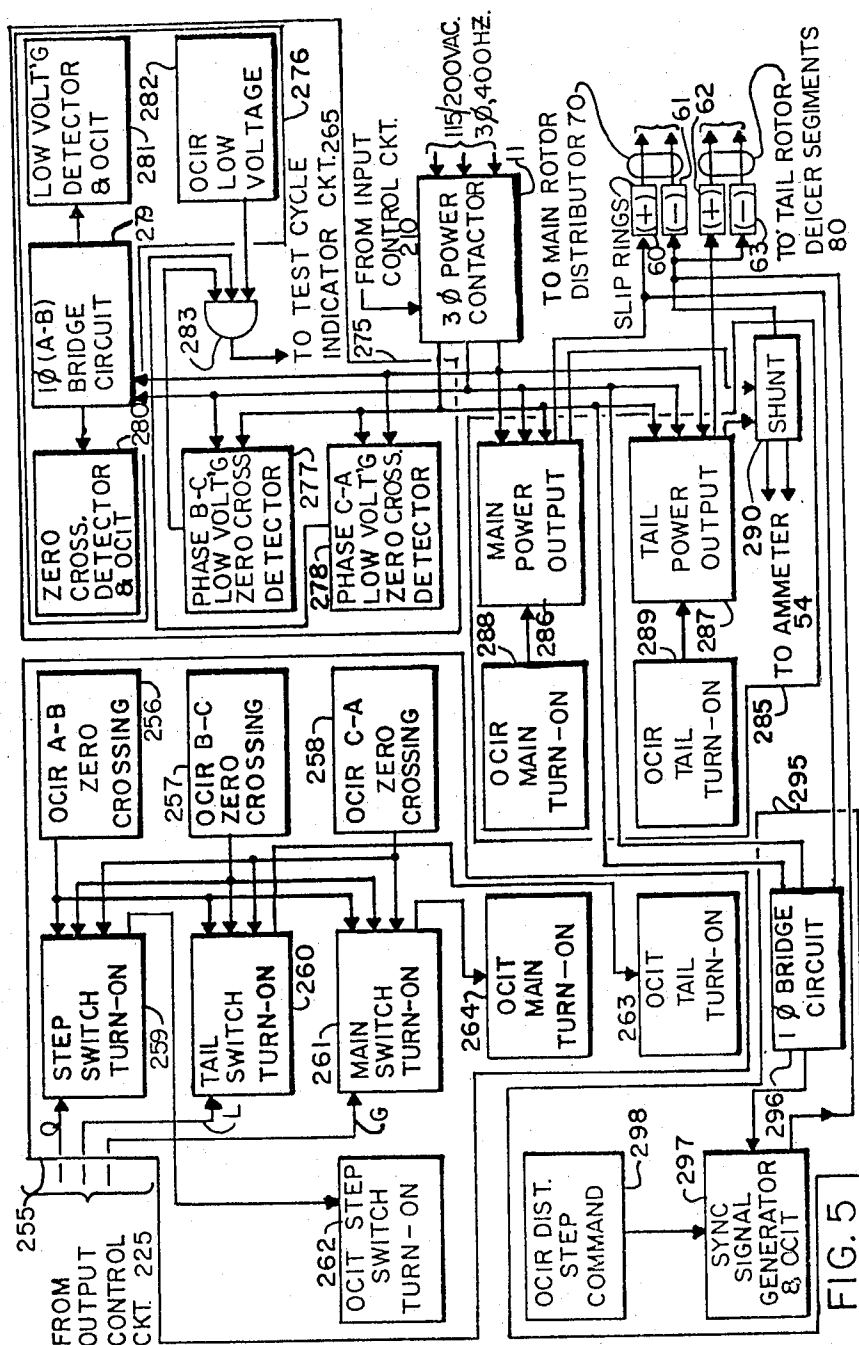 255
FROM
OUTPUT
CONTROL
CKT. 225
Q
L
G
STEP
SWITCH
TURN-ON
259
TAIL
SWITCH
TURN-ON
260
261
MAIN
SWITCH
TURN-ON
OCIR A-B
ZERO
CROSSING
256
257
OCIR B-C
ZERO
CROSSING
258
OCIR C-A
ZERO
CROSSING
262
OCIT STEP
SWITCH
TURN-ON
264
OCIT
MAIN
TURN-ON
263
OCIT
TAIL
TURN-ON
298
OCIR DIST.
STEP
COMMAND
297
SYNC
SIGNAL
GENERATOR
& OCIT
296
1 Ø BRIDGE
CIRCUIT
295
ZERO
CROSS.
DETECTOR
& OCIT
280
1Ø (A-B)
BRIDGE
CIRCUIT
279
LOW VOLT'G
DETECTOR
& OCIT
281
OCIR
LOW
VOLTAGE
282
276
283
TO TEST CYCLE
INDICATOR CKT. 265
PHASE B-C
LOW VOLT'G
ZERO CROSS
DETECTOR
277
278
PHASE C-A
LOW VOLT'G
ZERO CROSS.
DETECTOR
275
FROM INPUT
CONTROL CKT.
210
3 Ø POWER
CONTACTOR
11
115/200VAC.
3 Ø, 400HZ.
288
OCIR
MAIN
TURN-ON
286
MAIN
POWER
OUTPUT
289
OCIR
TAIL
TURN-ON
287
TAIL
POWER
OUTPUT
285
290
SHUNT
TO AMMETER
54
TO MAIN ROTOR
DISTRIBUTOR 70
SLIP RINGS
60
(+)
(-)
61
62
(+)
(-)
63
TO TAIL ROTOR
DEICER SEGIMENTS
80
FIG. 5